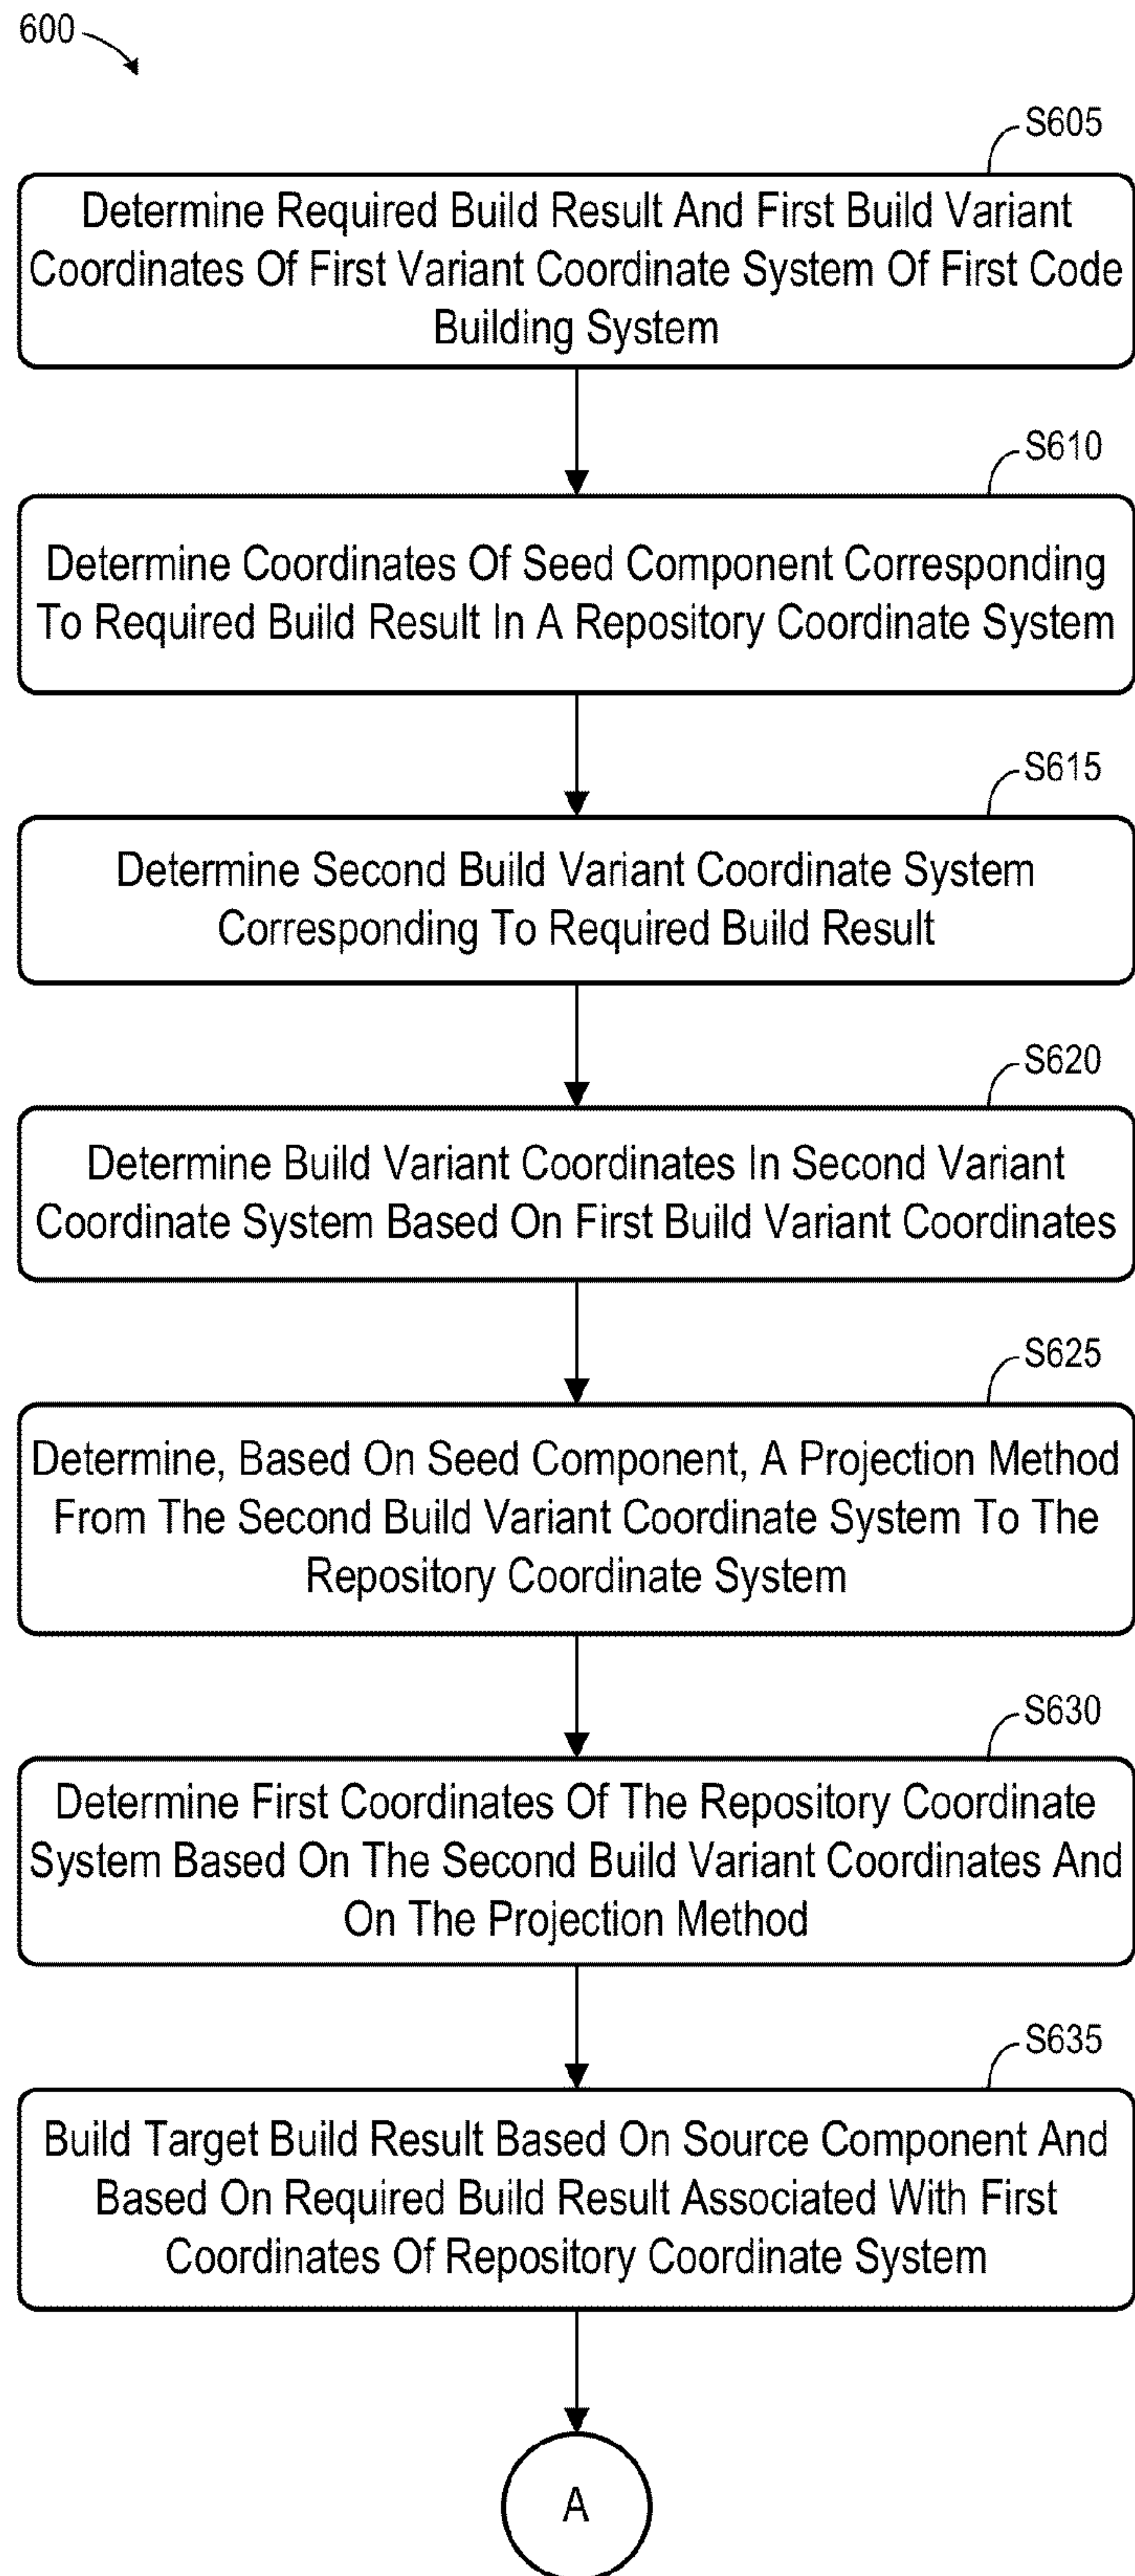 600
S605
Determine Required Build Result And First Build Variant
Coordinates Of First Variant Coordinate System Of First Code
Building System
S610
Determine Coordinates Of Seed Component Corresponding
To Required Build Result In A Repository Coordinate System
S615
Determine Second Build Variant Coordinate System
Corresponding To Required Build Result
S620
Determine Build Variant Coordinates In Second Variant
Coordinate System Based On First Build Variant Coordinates
S625
Determine, Based On Seed Component, A Projection Method
From The Second Build Variant Coordinate System To The
Repository Coordinate System
S630
Determine First Coordinates Of The Repository Coordinate
System Based On The Second Build Variant Coordinates And
On The Projection Method
S635
Build Target Build Result Based On Source Component And
Based On Required Build Result Associated With First
Coordinates Of Repository Coordinate System
A